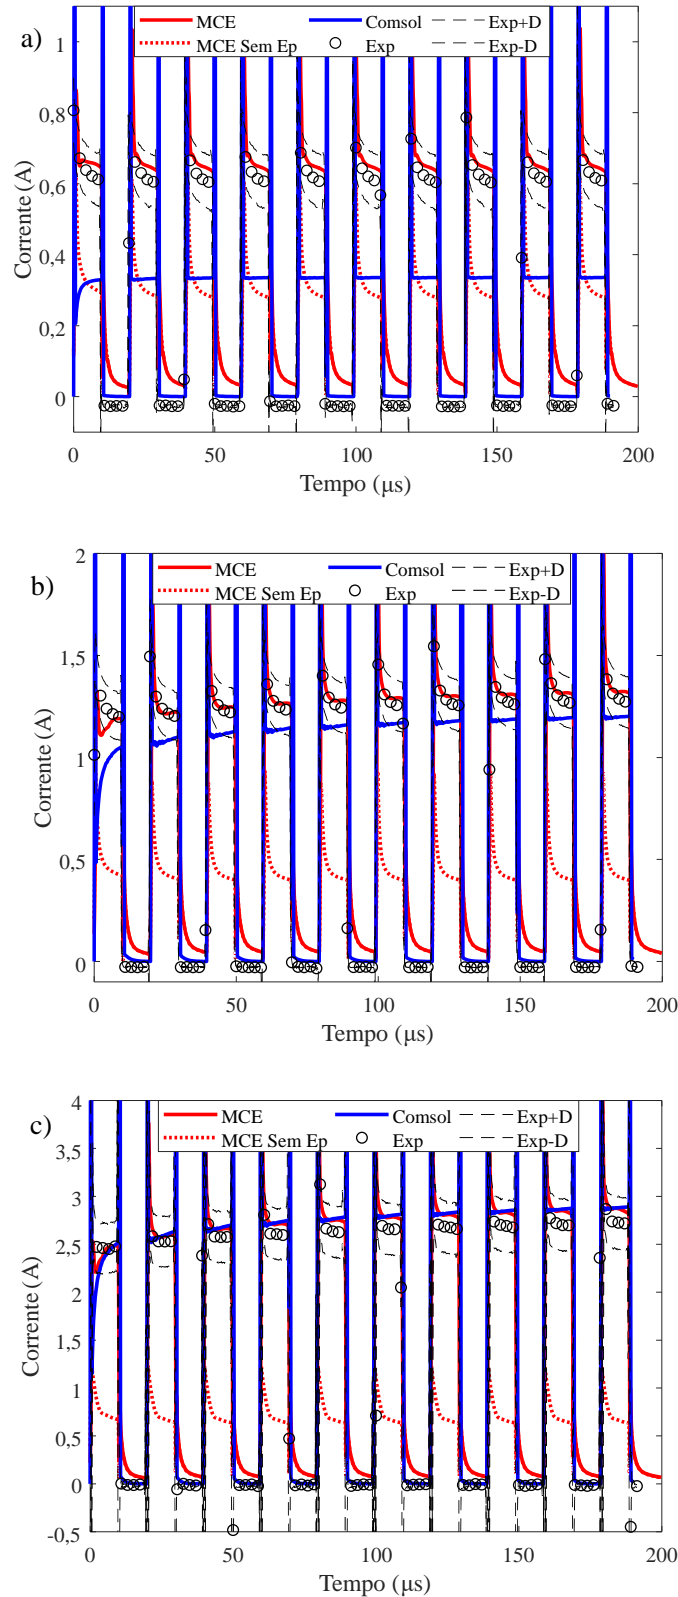 a)
MCE Comsol Exp+D
MCE Sem Ep Exp Exp-D
Corrente (A)
1
0,8
0,6
0,4
0,2
0
0 50 100 150 200
Tempo (μs)
b)
MCE Comsol Exp+D
MCE Sem Ep Exp Exp-D
Corrente (A)
2
1,5
1
0,5
0
0 50 100 150 200
Tempo (μs)
c)
MCE Comsol Exp+D
MCE Sem Ep Exp Exp-D
Corrente (A)
4
3,5
3
2,5
2
1,5
1
0,5
0
-0,5
0 50 100 150 200
Tempo (μs)